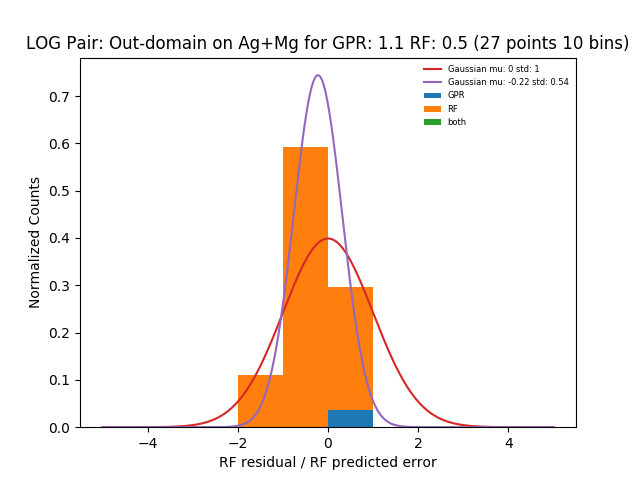 LOG Pair: Out-domain on Ag+Mg for GPR: 1.1 RF: 0.5 (27 points 10 bins)
Gaussian mu: 0 std: 1
Gaussian mu: -0.22 std: 0.54
GPR
RF
both
0.7
0.6
0.5
0.4
0.3
0.2
0.1
0.0
Normalized Counts
−4 −2 0 2 4
RF residual / RF predicted error